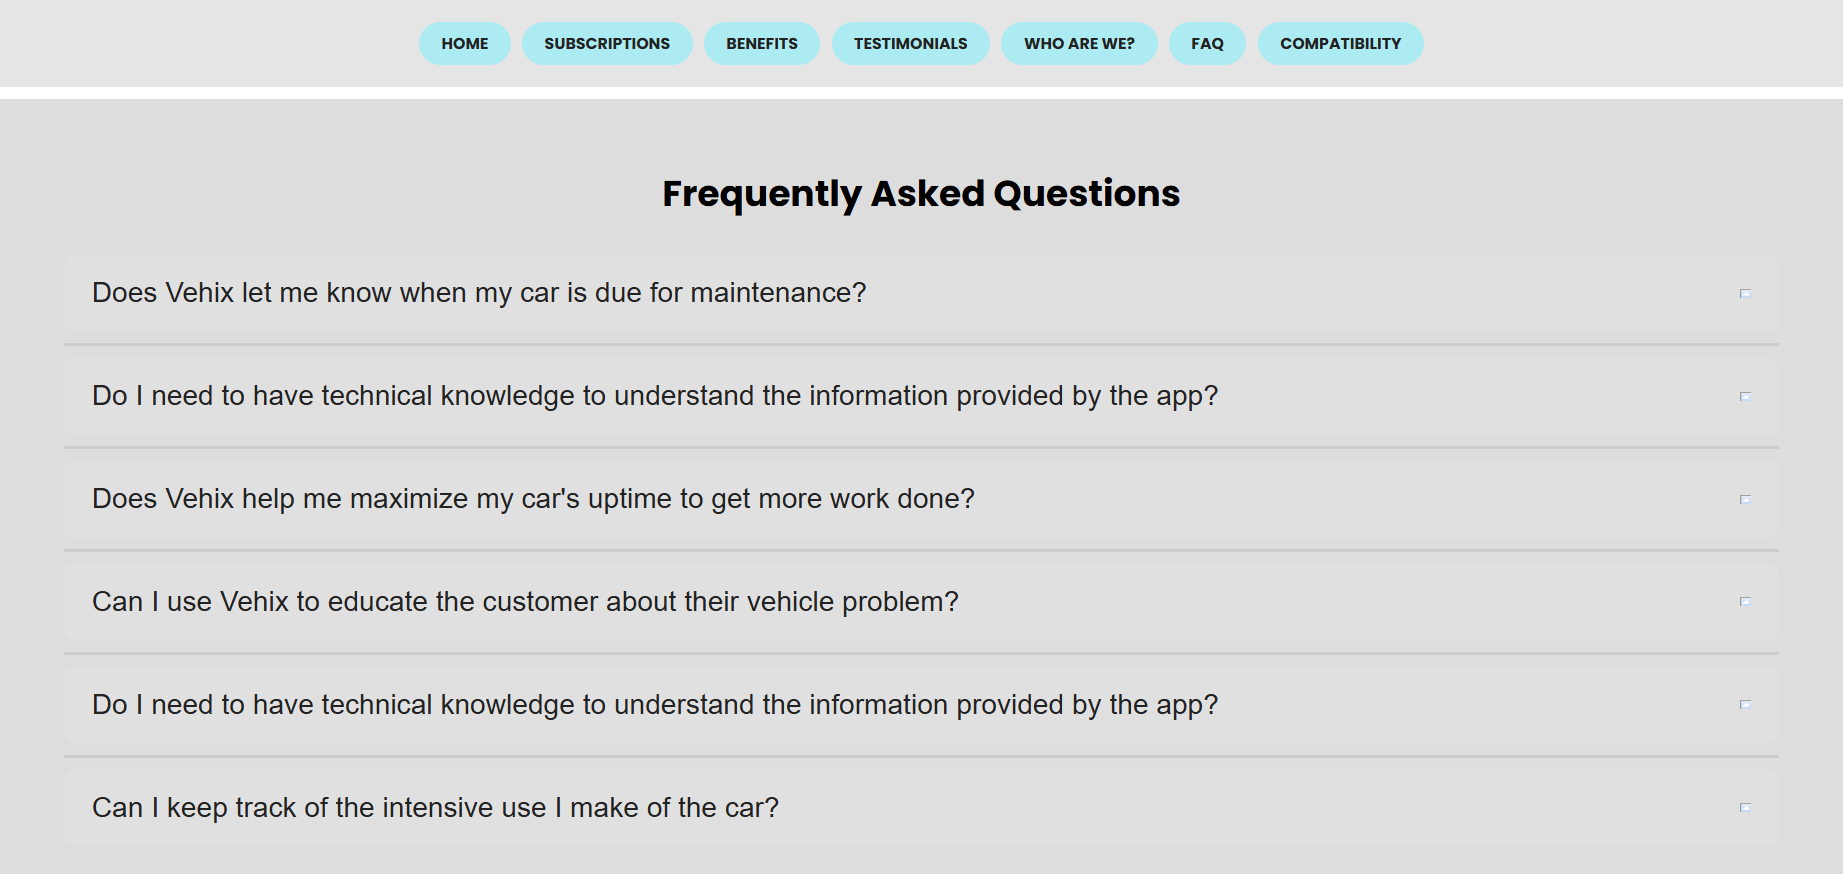 HOME SUBSCRIPTIONS BENEFITS TESTIMONIALS WHO ARE WE? FAQ COMPATIBILITY
Frequently Asked Questions
Does Vehix let me know when my car is due for maintenance?
Do I need to have technical knowledge to understand the information provided by the app?
Does Vehix help me maximize my car's uptime to get more work done?
Can I use Vehix to educate the customer about their vehicle problem?
Do I need to have technical knowledge to understand the information provided by the app?
Can I keep track of the intensive use I make of the car?